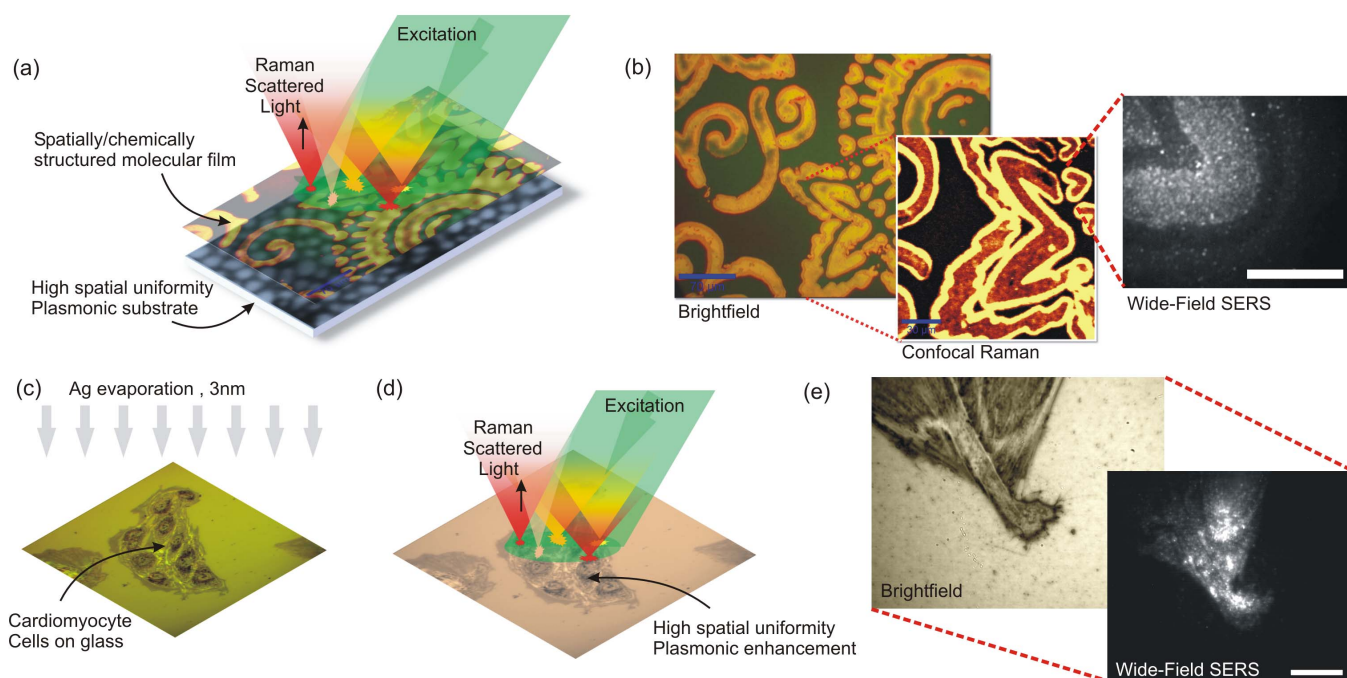 (a)
Excitation
Raman
Scattered
Light
Spatially/chemically
structured molecular film
High spatial uniformity
Plasmonic substrate
(b)
Brightfield
Confocal Raman
Wide-Field SERS
(c)
Ag evaporation , 3nm
Cardiomyocyte
Cells on glass
(d)
Excitation
Raman
Scattered
Light
High spatial uniformity
Plasmonic enhancement
(e)
Brightfield
Wide-Field SERS